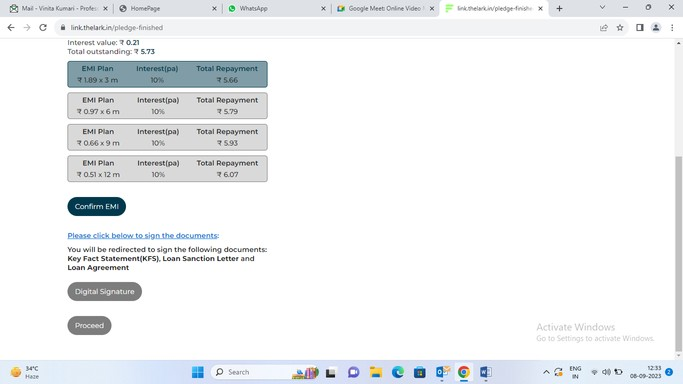 Mail - Vinita Kumari - Profess
HomePage
WhatsApp
Google Meet: Online Video
link.thelark.in/pledge-finishe
link.thelark.in/pledge-finished
Interest value: ₹ 0.21
Total outstanding: ₹ 5.73
EMI Plan Interest(pa) Total Repayment
₹ 1.89 x 3 m 10% ₹ 5.66
EMI Plan Interest(pa) Total Repayment
₹ 0.97 x 6 m 10% ₹ 5.79
EMI Plan Interest(pa) Total Repayment
₹ 0.66 x 9 m 10% ₹ 5.93
EMI Plan Interest(pa) Total Repayment
₹ 0.51 x 12 m 10% ₹ 6.07
Confirm EMI
Please click below to sign the documents:
You will be redirected to sign the following documents:
Key Fact Statement(KFS), Loan Sanction Letter and
Loan Agreement
Digital Signature
Proceed
Activate Windows
Go to Settings to activate Windows.
34°C
Haze
Search
ENG
IN
12:33
08-09-2023
2